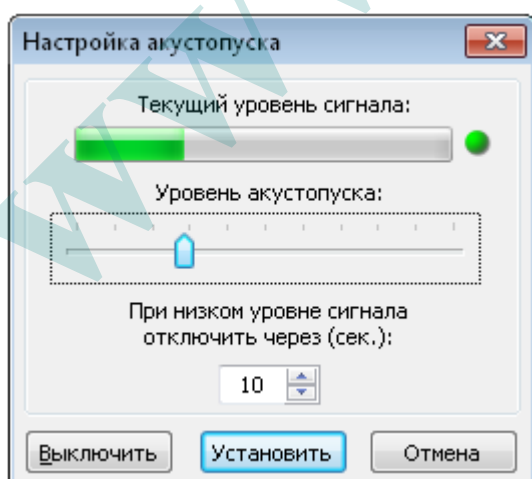 Настройка акустопуска
Текущий уровень сигнала:
Уровень акустопуска:
При низком уровне сигнала
отключить через (сек.):
10
Выключить Установить Отмена